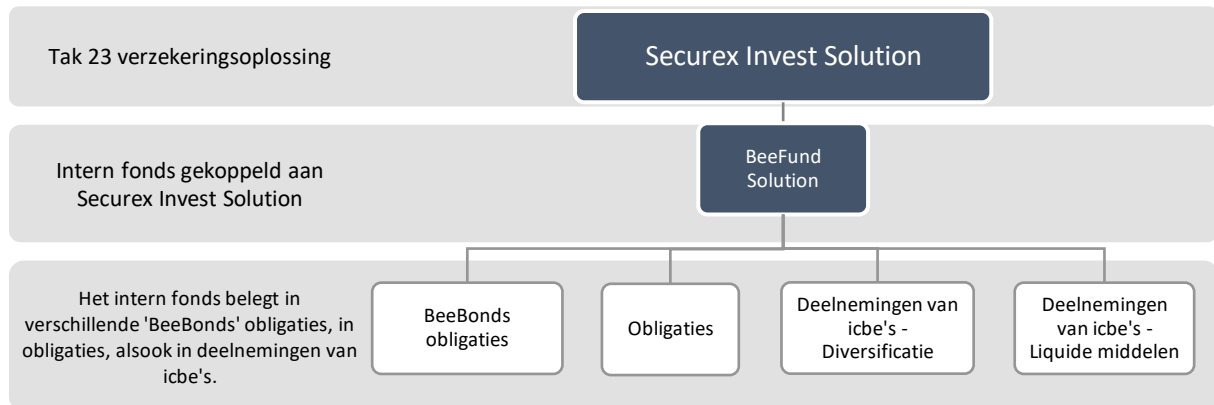 Tak 23 verzekeringsoplossing
Securex Invest Solution
Intern fonds gekoppeld aan
Securex Invest Solution
BeeFund
Solution
Het intern fonds belegt in
verschillende 'BeeBonds' obligaties, in
obligaties, alsook in deelnemingen van
icbe's.
BeeBonds
obligaties
Obligaties
Deelnemingen van
icbe's -
Diversificatie
Deelnemingen
van icbe's -
Liquide middelen